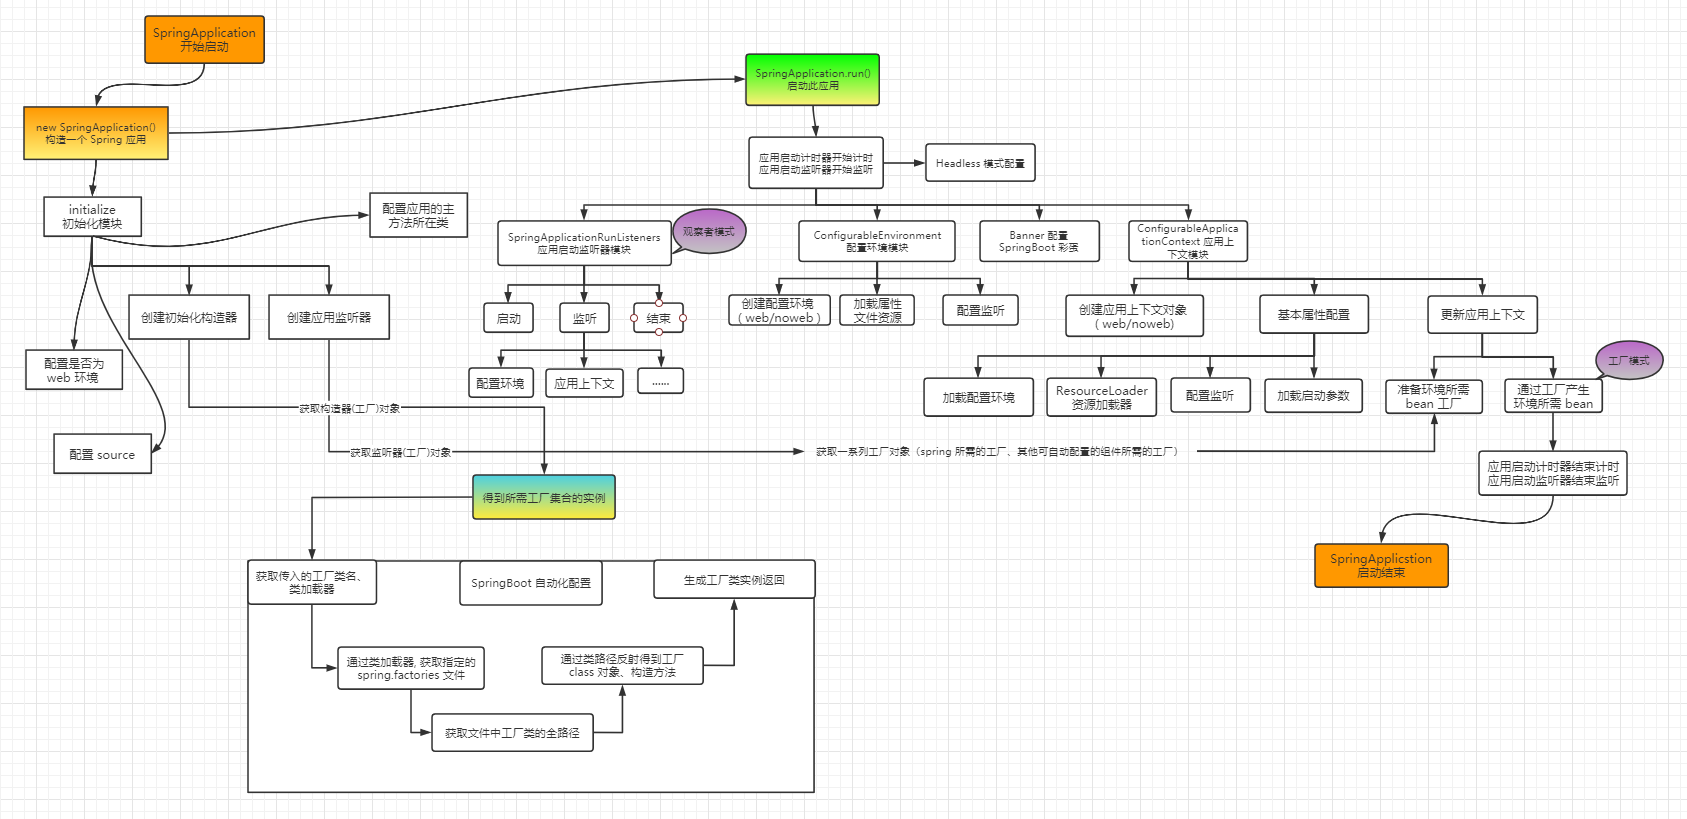 SpringApplication
开始启动
SpringApplication.run()
启动此应用
new SpringApplication()
构造一个 Spring 应用
应用启动计时器开始计时
应用启动监听器开始监听
Headless 模式配置
initialize
初始化模块
配置应用的主
方法所在类
SpringApplicationRunListeners
应用启动监听器模块
观察者模式
ConfigurableEnvironment
配置环境模块
Banner 配置
SpringBoot 彩蛋
ConfigurableApplica
tionContext 应用上
下文模块
创建初始化构造器
创建应用监听器
启动
监听
结束
创建配置环境
( web/noweb )
加载属性
文件资源
配置监听
创建应用上下文对象
( web/noweb)
基本属性配置
更新应用上下文
配置是否为
web 环境
配置环境
应用上下文
......
加载配置环境
ResourceLoader
资源加载器
配置监听
加载启动参数
准备环境所需
bean 工厂
通过工厂产生
环境所需 bean
工厂模式
获取构造器(工厂)对象
配置 source
获取监听器(工厂)对象
获取一系列工厂对象（spring 所需的工厂、其他可自动配置的组件所需的工厂）
应用启动计时器结束计时
应用启动监听器结束监听
得到所需工厂集合的实例
SpringApplicstion
启动结束
获取传入的工厂类名、
类加载器
SpringBoot 自动化配置
生成工厂类实例返回
通过类加载器, 获取指定的
spring.factories 文件
通过类路径反射得到工厂
class 对象、构造方法
获取文件中工厂类的全路径